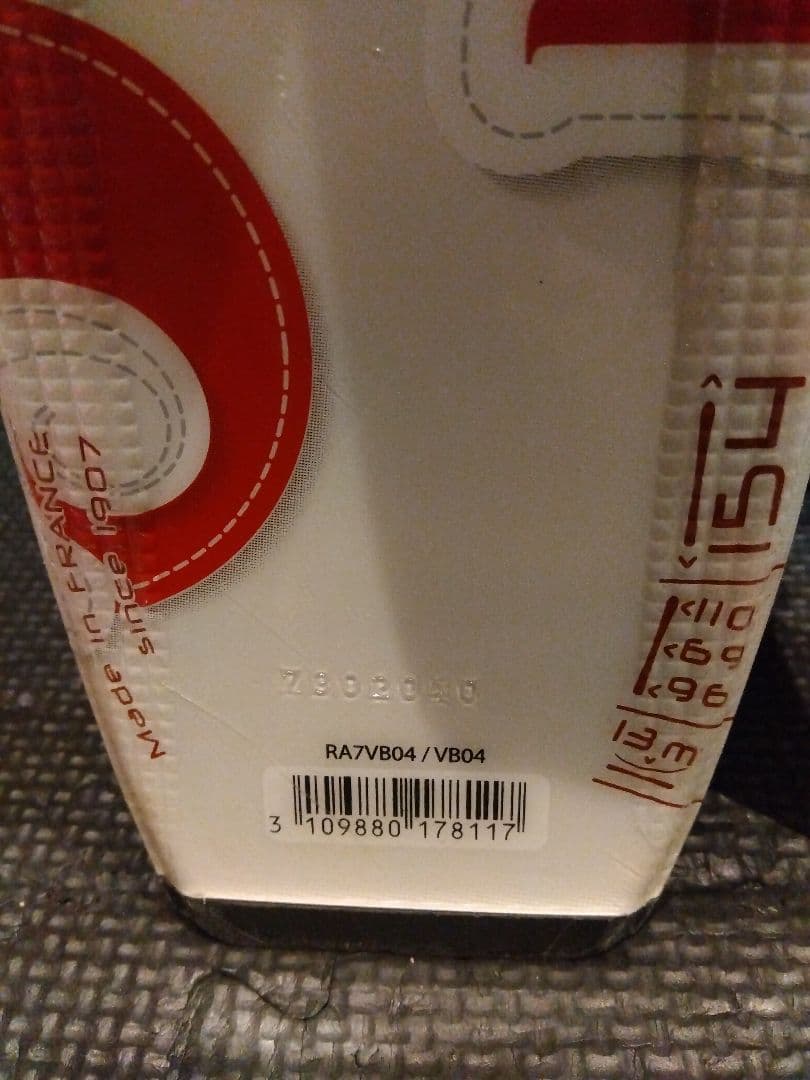 Made in FRANCE
since 1907
154
<110
<69
<96
13 m
RA7VB04 / VB04
3 109880 178117